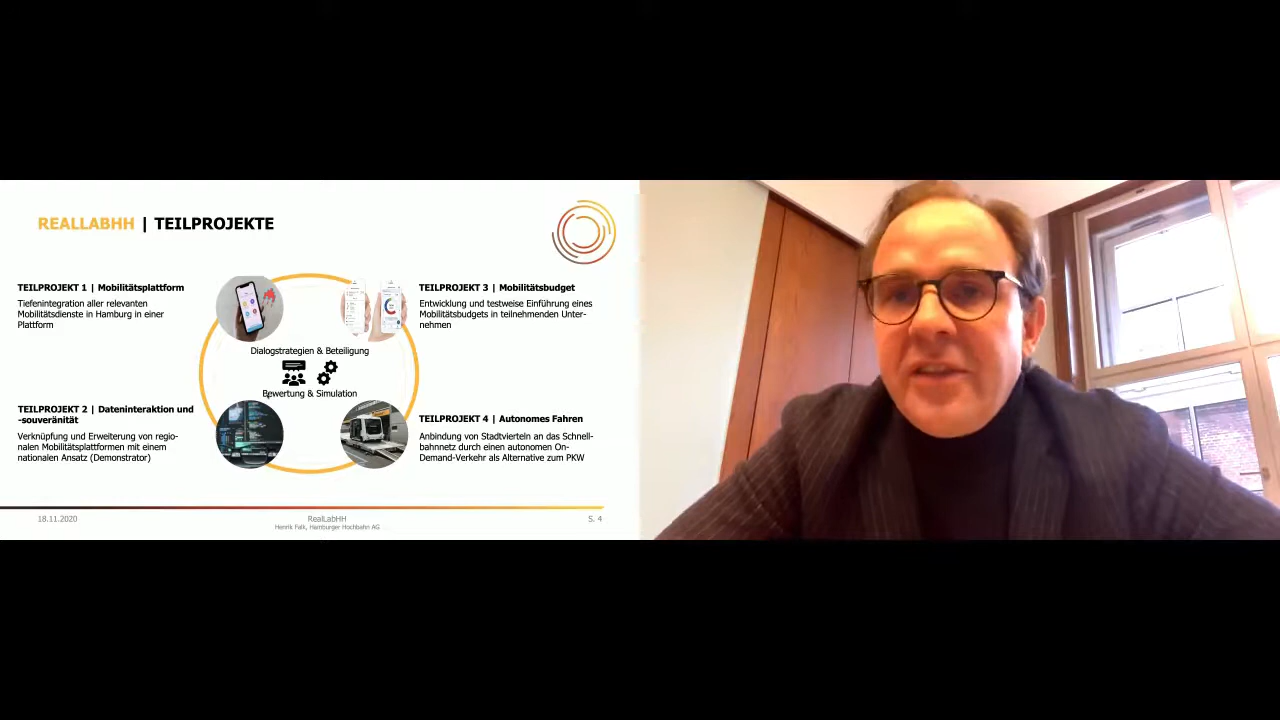 REALLABHH | TEILPROJEKTE
TEILPROJEKT 1 | Mobilitätsplattform
Tiefenintegration aller relevanten
Mobilitätsdienste in Hamburg in einer
Plattform
TEILPROJEKT 3 | Mobilitätsbudget
Entwicklung und testweise Einführung eines
Mobilitätsbudgets in teilnehmenden Unter-
nehmen
Dialogstrategien & Beteiligung
Bewertung & Simulation
TEILPROJEKT 2 | Dateninteraktion und
-souveränität
Verknüpfung und Erweiterung von regio-
nalen Mobilitätsplattformen mit einem
nationalen Ansatz (Demonstrator)
TEILPROJEKT 4 | Autonomes Fahren
Anbindung von Stadtvierteln an das Schnell-
bahnnetz durch einen autonomen On-
Demand-Verkehr als Alternative zum PKW
18.11.2020
RealLabHH
Henrik Falk, Hamburger Hochbahn AG
S. 4